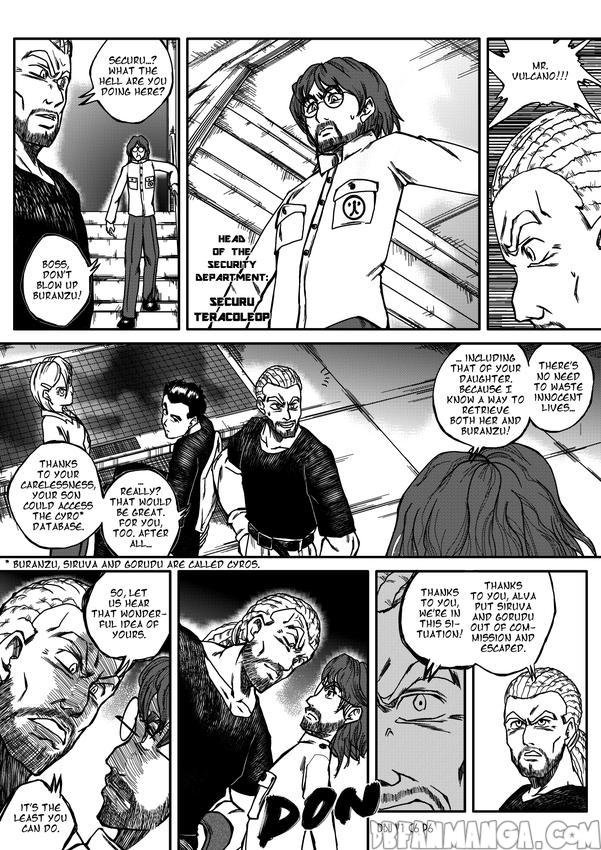 MR.
VULCANO!!!
HEAD
OF THE
SECURITY
DEPARTMENT:
SECURU
TERACOLEOP
SECURU...?
WHAT THE
HELL ARE YOU
DOING HERE?
BOSS,
DON'T
BLOW UP
BURANZU!
THERE'S
NO NEED
TO WASTE
INNOCENT
LIVES...
... INCLUDING
THAT OF YOUR
DAUGHTER.
BECAUSE I
KNOW A WAY TO
RETRIEVE
BOTH HER AND
BURANZU!
... REALLY?
THAT WOULD
BE GREAT.
FOR YOU,
TOO. AFTER
ALL...
THANKS
TO YOUR
CARELESSNESS,
YOUR SON
COULD ACCESS
THE CYRO*
DATABASE.
* BURANZU, SIRUVA AND GORUDU ARE CALLED CYROS.
THANKS
TO YOU, ALVA
PUT SIRUVA
AND GORUDU
OUT OF COM-
MISSION AND
ESCAPED.
THANKS
TO YOU,
WE'RE IN
THIS SI-
TUATION!
DON
SO, LET
US HEAR
THAT WONDER-
FUL IDEA OF
YOURS.
IT'S THE
LEAST YOU
CAN DO.
DBU V1 C6 P6
DBFANMANGA.COM